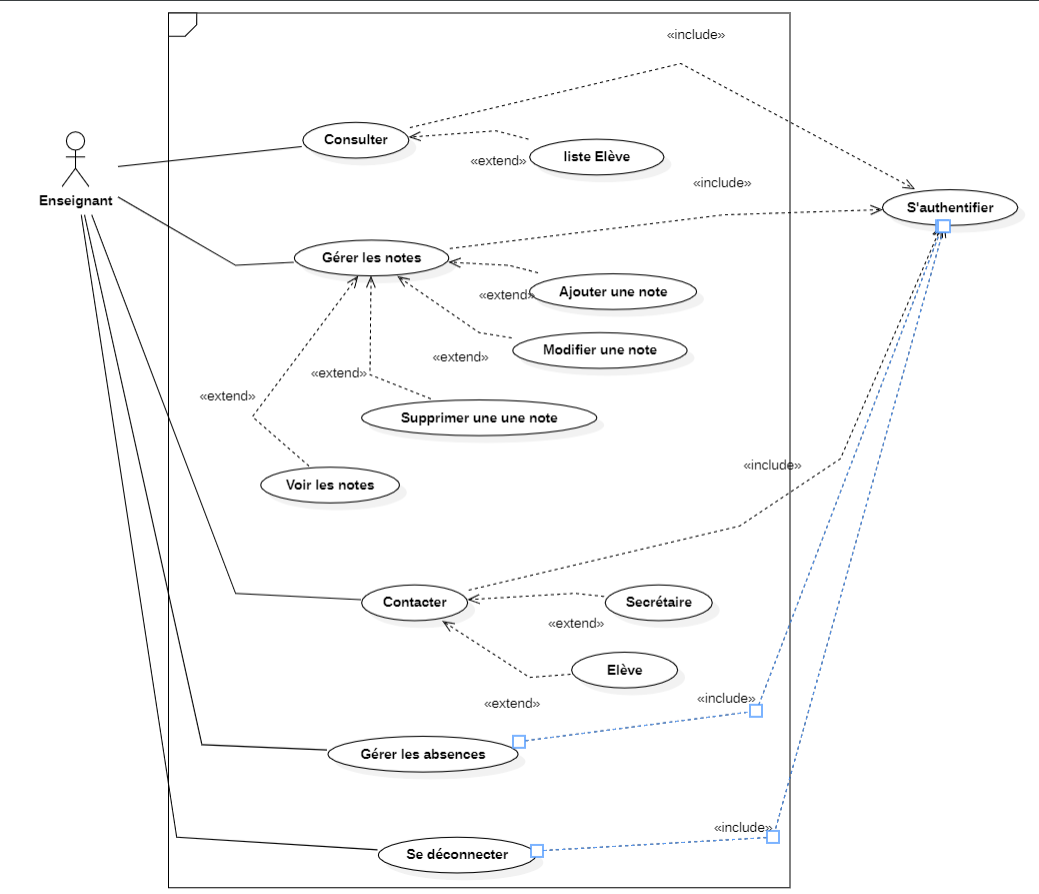 «include»
Consulter
«extend»
liste Elève
«include»
Enseignant
S'authentifier
Gérer les notes
«extend»
Ajouter une note
Modifier une note
«extend»
«extend»
«extend»
Supprimer une une note
«include»
Voir les notes
Contacter
Secrétaire
«extend»
Elève
«include»
«extend»
Gérer les absences
«include»
Se déconnecter